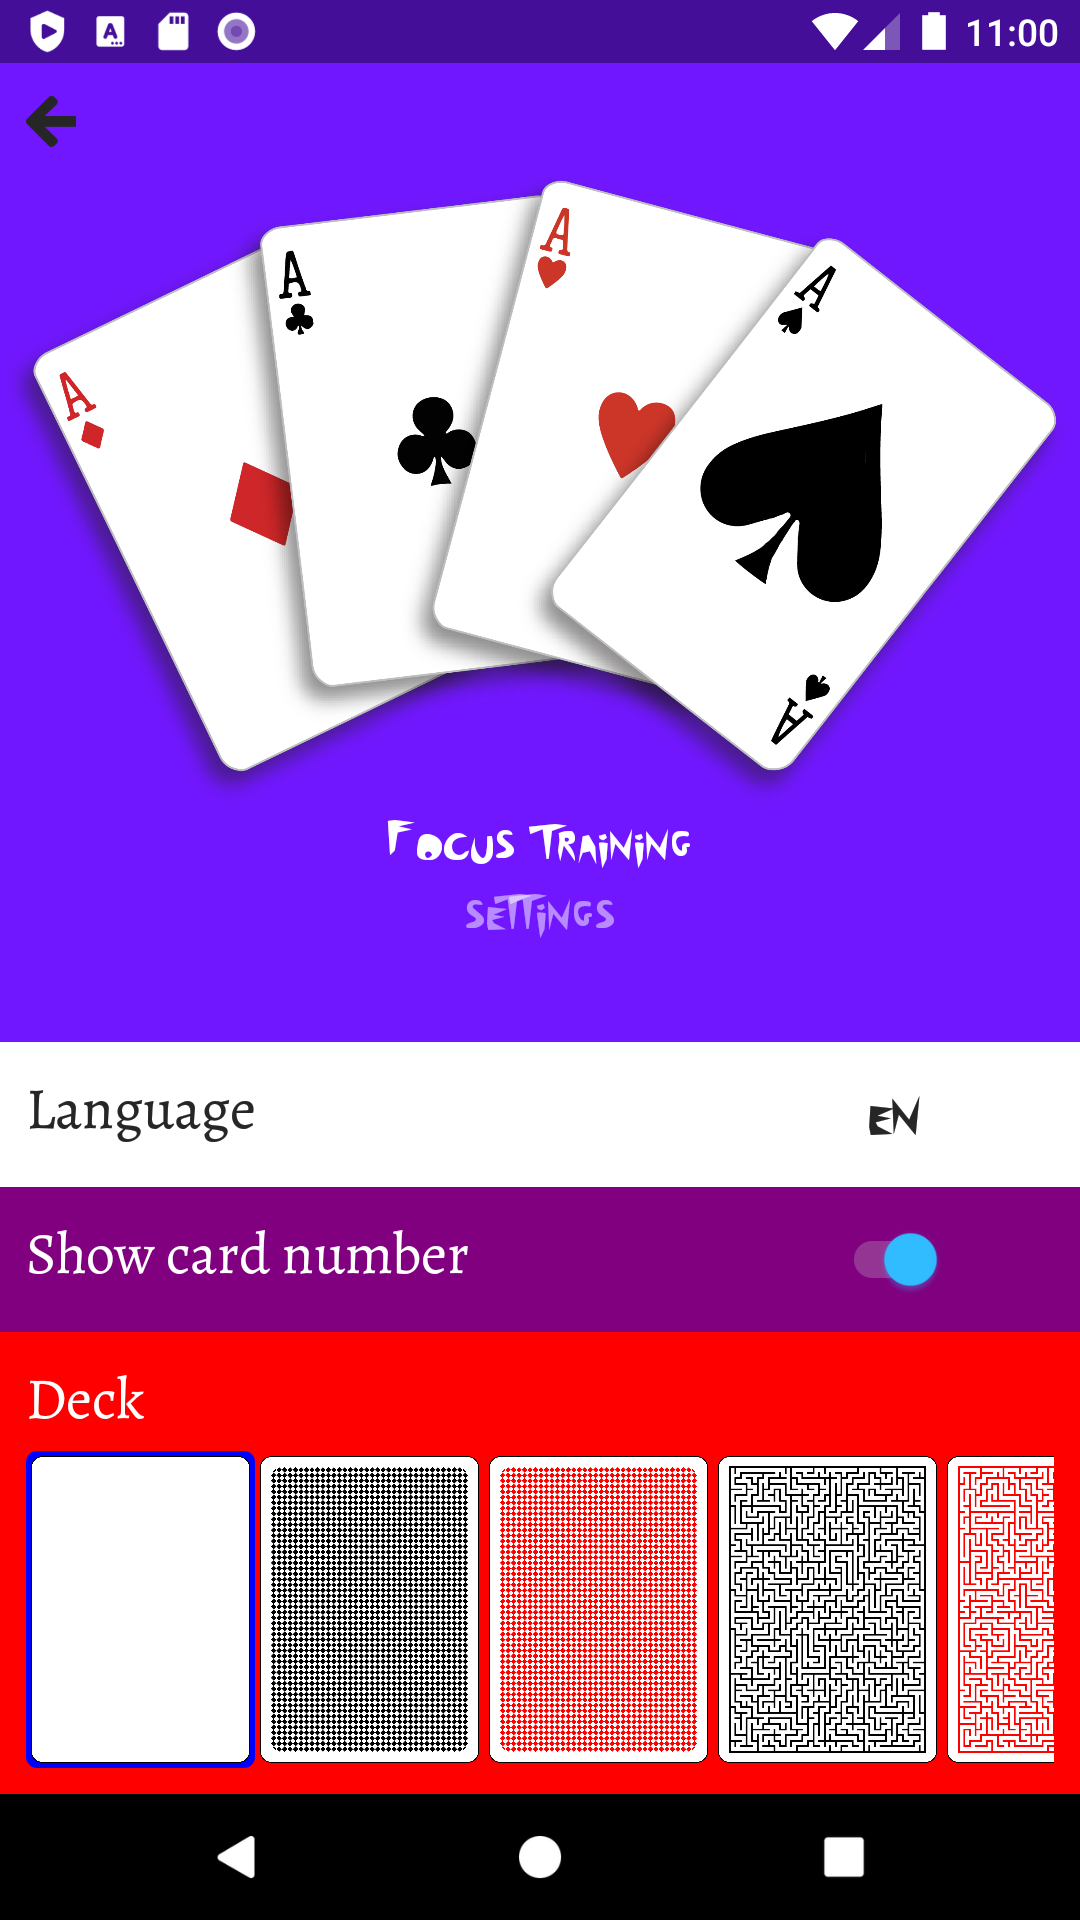 11:00
A
A
A
A
A
Focus Training
Settings
Language
EN
Show card number
Deck